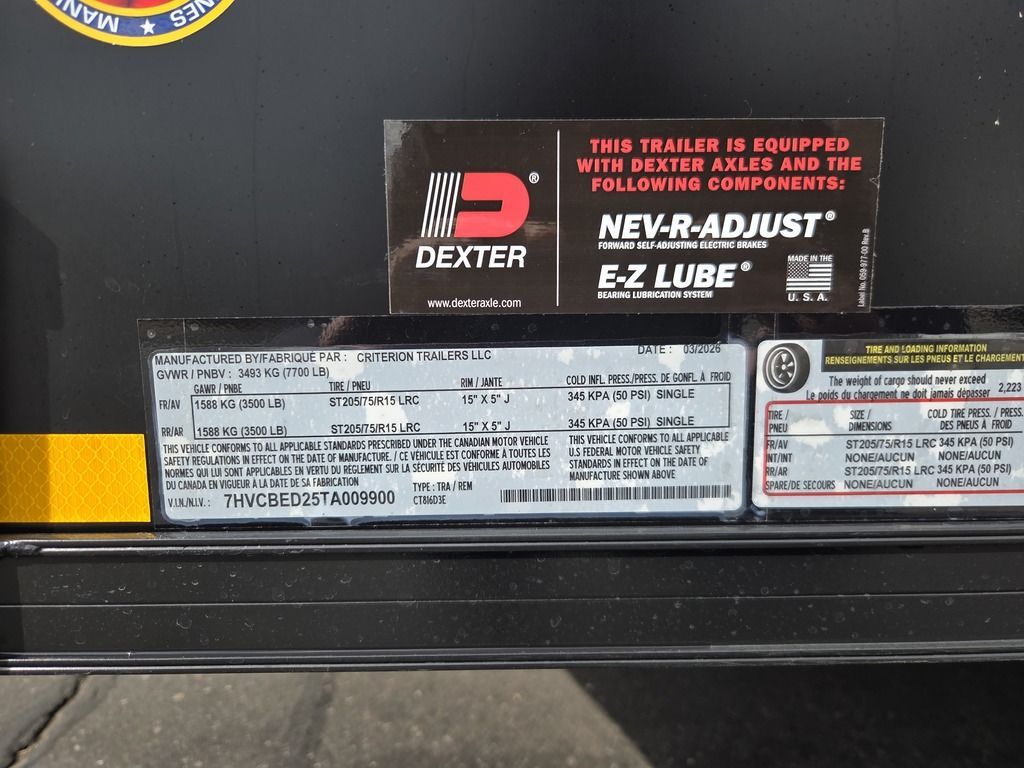 MAN
NES
DEXTER
www.dexteraxle.com
THIS TRAILER IS EQUIPPED
WITH DEXTER AXLES AND THE
FOLLOWING COMPONENTS:
NEV-R-ADJUST®
FORWARD SELF-ADJUSTING ELECTRIC BRAKES
E-Z LUBE®
BEARING LUBRICATION SYSTEM
MADE IN THE
U. S. A.
Label No. 059-977-00 Rev.B
MANUFACTURED BY/FABRIQUÉ PAR : CRITERION TRAILERS LLC DATE : 03/2026
GVWR / PNBV : 3493 KG (7700 LB)
GAWR / PNBE TIRE / PNEU RIM / JANTE COLD INFL. PRESS./PRESS. DE GONFL. À FROID
FR/AV 1588 KG (3500 LB) ST205/75/R15 LRC 15" X 5" J 345 KPA (50 PSI) SINGLE
RR/AR 1588 KG (3500 LB) ST205/75/R15 LRC 15" X 5" J 345 KPA (50 PSI) SINGLE
THIS VEHICLE CONFORMS TO ALL APPLICABLE STANDARDS PRESCRIBED UNDER THE CANADIAN MOTOR VEHICLE
SAFETY REGULATIONS IN EFFECT ON THE DATE OF MANUFACTURE. / CE VÉHICULE EST CONFORME À TOUTES LES
NORMES QUI LUI SONT APPLICABLES EN VERTU DU RÈGLEMENT SUR LA SÉCURITÉ DES VÉHICULES AUTOMOBILES
DU CANADA EN VIGUEUR À LA DATE DE SA FABRICATION
THIS VEHICLE CONFORMS TO ALL APPLICABLE
U.S FEDERAL MOTOR VEHICLE SAFETY
STANDARDS IN EFFECT ON THE DATE OF
MANUFACTURE SHOWN ABOVE
V.I.N./N.I.V. : 7HVCBED25TA009900
TYPE : TRA / REM
CT816D3E
TIRE AND LOADING INFORMATION
RENSEIGNEMENTS SUR LES PNEUS ET LE CHARGEMENT
The weight of cargo should never exceed
Le poids du chargement ne doit jamais dépasser 2,223
TIRE / SIZE / COLD TIRE PRESS./PRESS.
PNEU DIMENSIONS DES PNEUS À FROID
FR/AV ST205/75/R15 LRC 345 KPA (50 PSI)
INT/INT NONE/AUCUN NONE/AUCUN
RR/AR ST205/75/R15 LRC 345 KPA (50 PSI)
SPARE/DE SECOURS NONE/AUCUN NONE/AUCUN